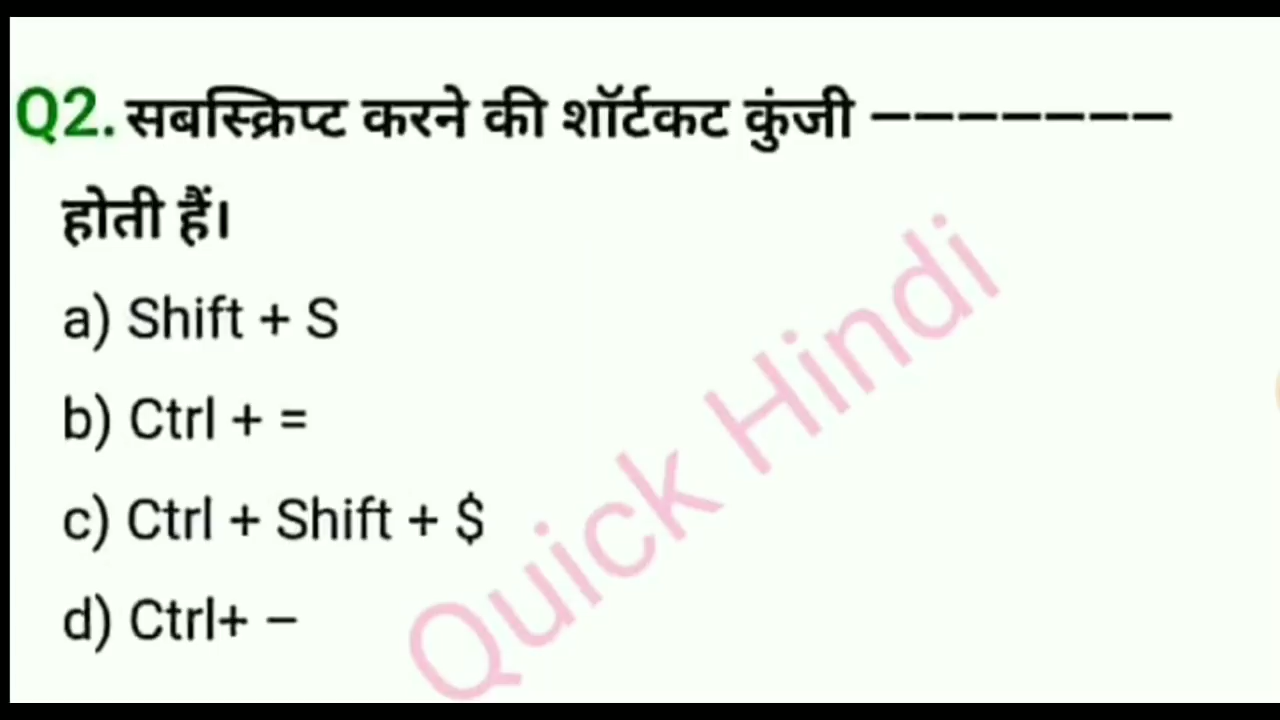 Q2. सबस्क्रिप्ट करने की शॉर्टकट कुंजी −−−−−−−
होती हैं।
a) Shift + S
b) Ctrl + =
c) Ctrl + Shift + $
d) Ctrl+ −
Quick Hindi